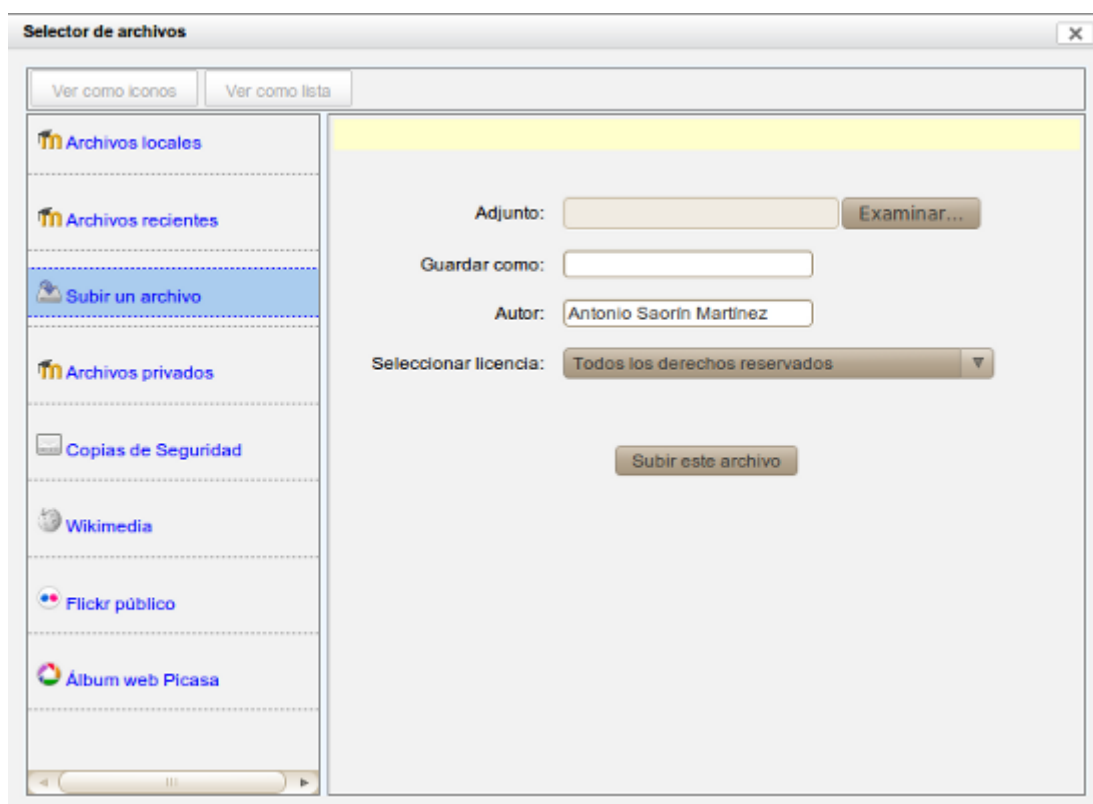 Selector de archivos
Ver como iconos
Ver como lista
Archivos locales
Archivos recientes
Subir un archivo
Archivos privados
Copias de Seguridad
Wikimedia
Flickr público
Álbum web Picasa
Adjunto:
Examinar...
Guardar como:
Autor:
Antonio Saorín Martínez
Seleccionar licencia:
Todos los derechos reservados
Subir este archivo